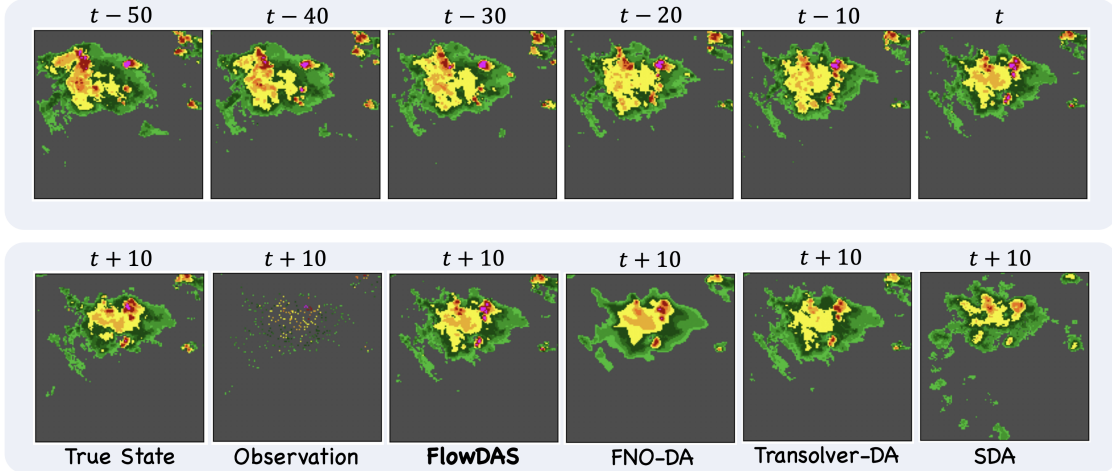 t − 50 t − 40 t − 30 t − 20 t − 10 t
t + 10 t + 10 t + 10 t + 10 t + 10 t + 10
True State Observation FlowDAS FNO-DA Transolver-DA SDA